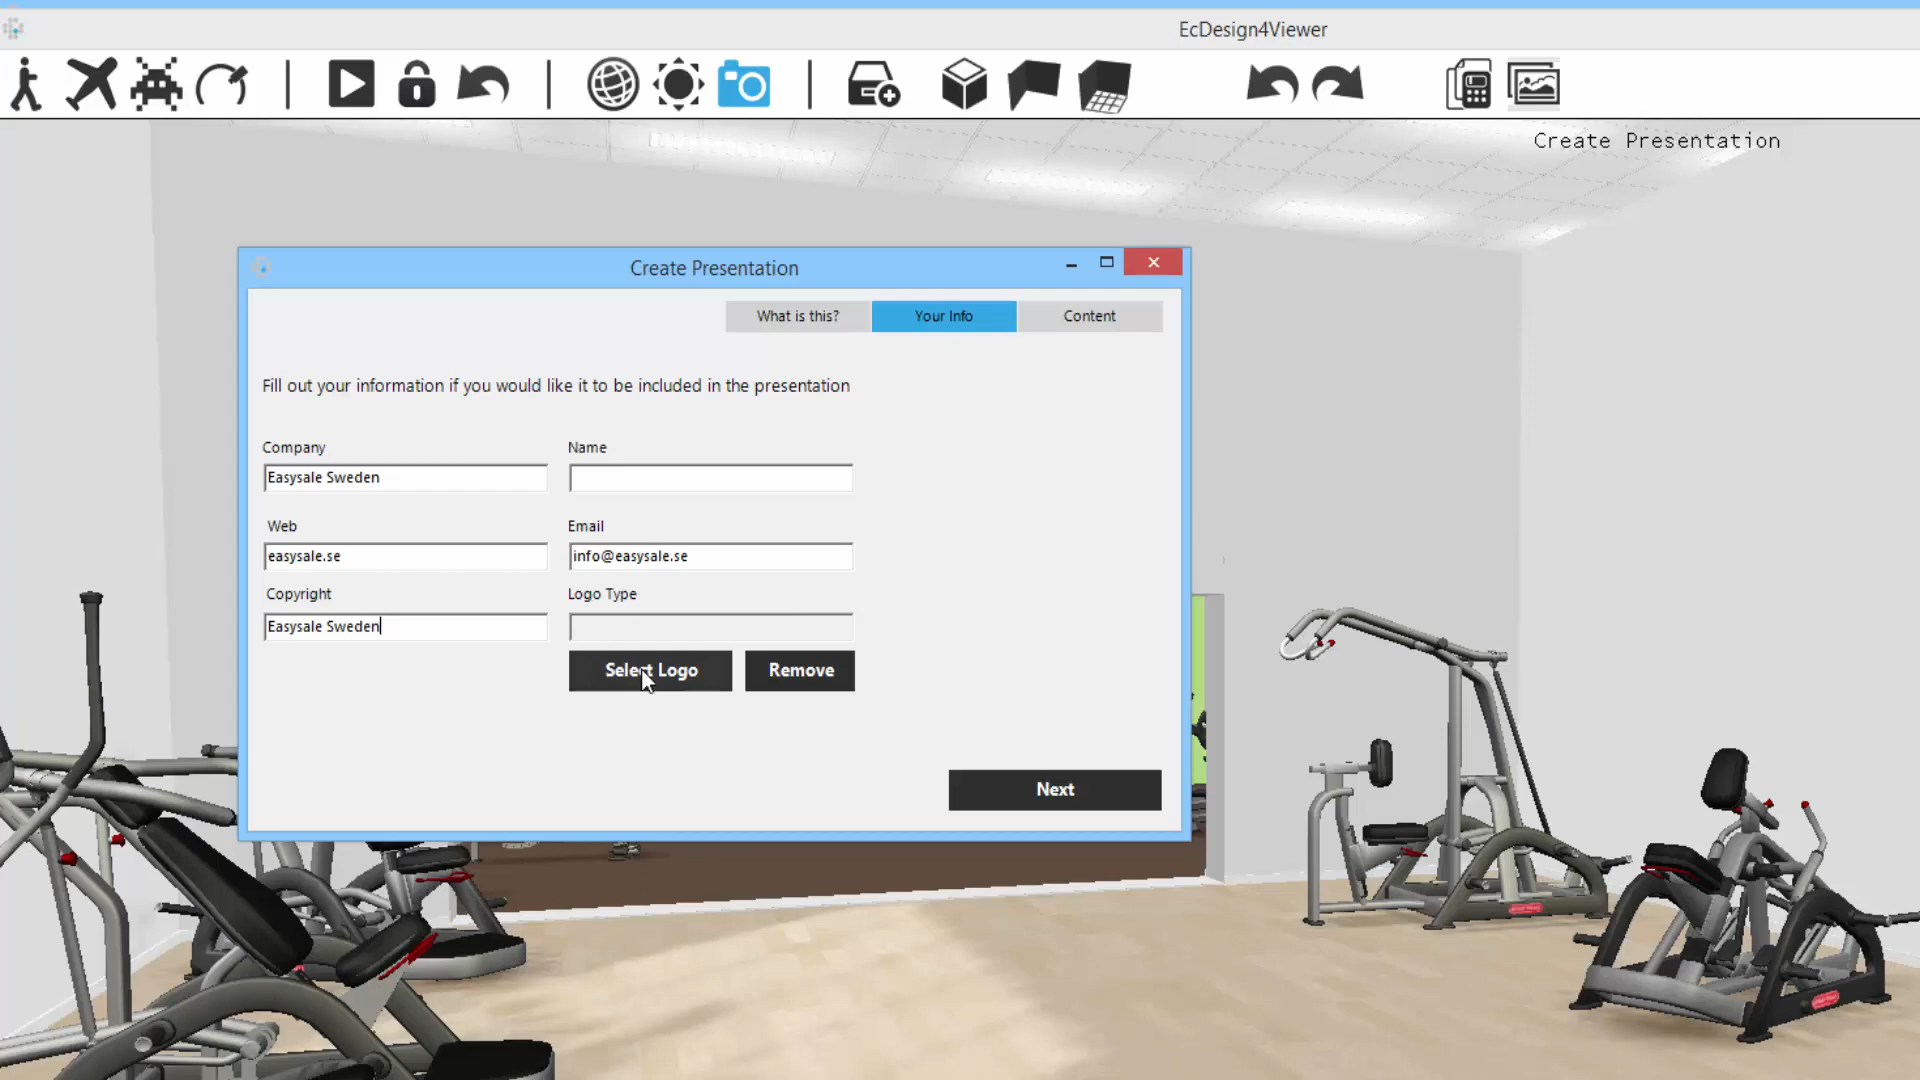 EcDesign4Viewer
Create Presentation
Create Presentation
What is this?
Your Info
Content
Fill out your information if you would like it to be included in the presentation
Company
Name
Easysale Sweden
Web
Email
easysale.se
info@easysale.se
Copyright
Logo Type
Easysale Sweden
Select Logo
Remove
Next